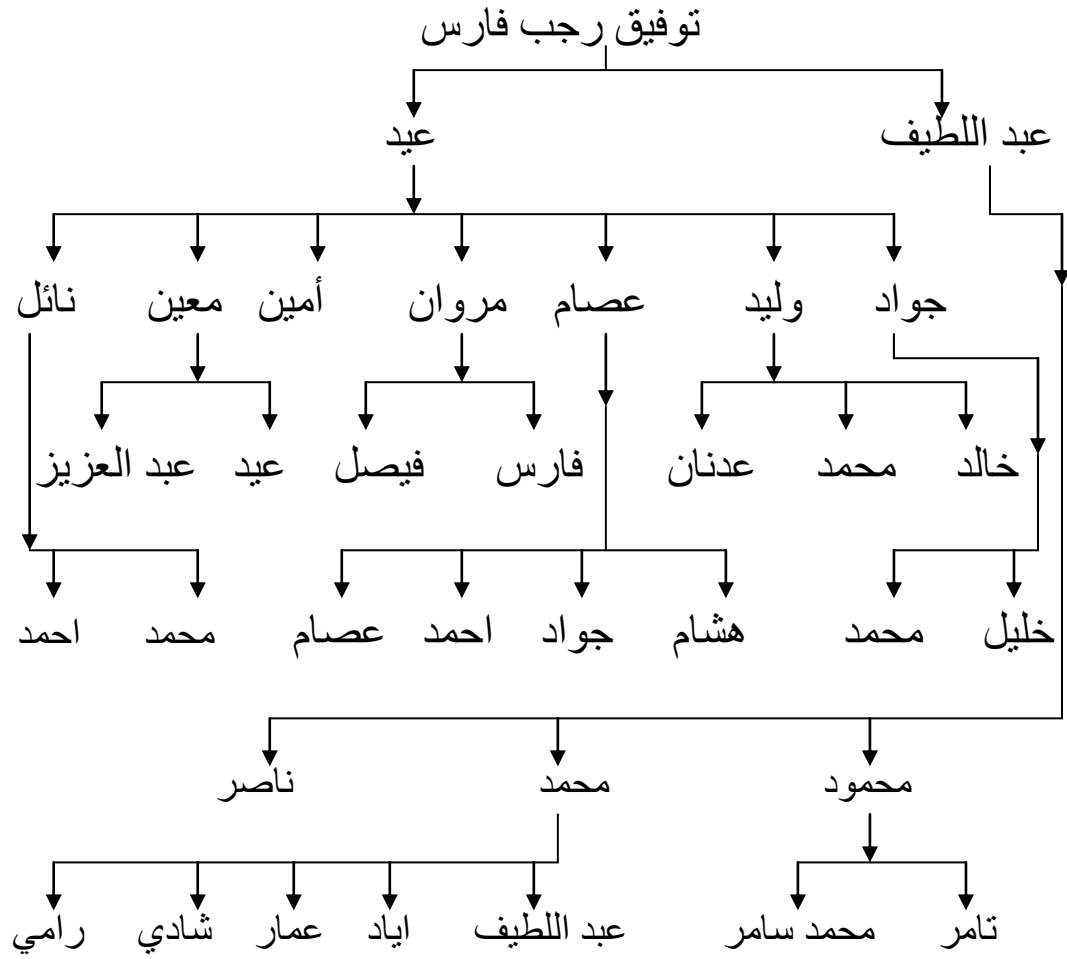 توفيق رجب فارس
عبد اللطيف عيد
جواد وليد عصام مروان أمين معين نائل
خالد محمد عدنان فارس فيصل عيد عبد العزيز
خليل محمد هشام جواد احمد عصام محمد احمد
محمود محمد ناصر
تامر محمد سامر عبد اللطيف اياد عمار شادي رامي